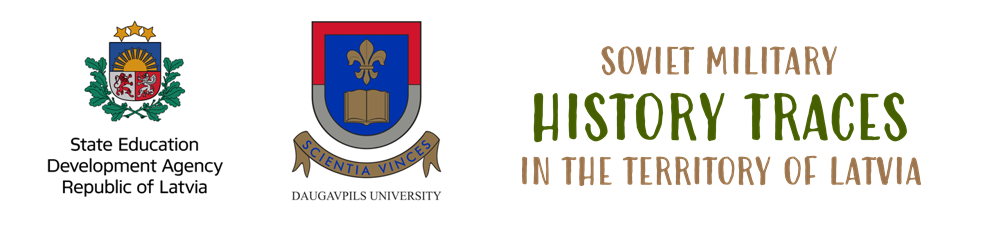 State Education
Development Agency
Republic of Latvia
SCIENTIA VINCES
DAUGAVPILS UNIVERSITY
SOVIET MILITARY
HISTORY TRACES
IN THE TERRITORY OF LATVIA